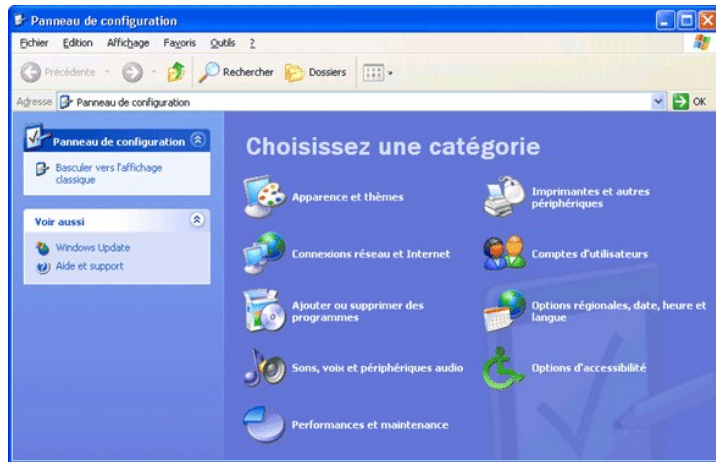 Panneau de configuration
Fichier Edition Affichage Favoris Outils ?
Précédente Rechercher Dossiers
Adresse Panneau de configuration OK
Panneau de configuration
Basculer vers l'affichage
classique
Voir aussi
Windows Update
Aide et support
Choisissez une catégorie
Apparence et thèmes
Imprimantes et autres
périphériques
Connexions réseau et Internet
Comptes d'utilisateurs
Ajouter ou supprimer des
programmes
Options régionales, date, heure et
langue
Sons, voix et périphériques audio
Options d'accessibilité
Performances et maintenance